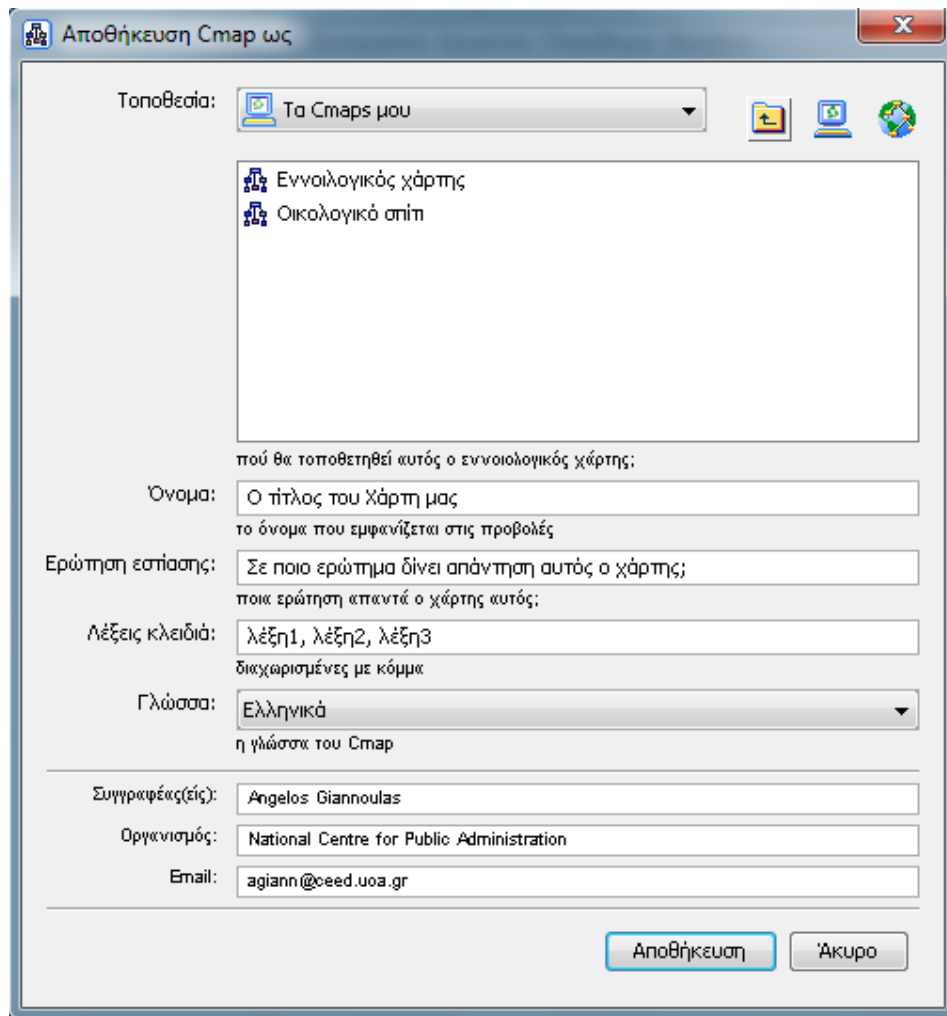 Αποθήκευση Cmap ως
Τοποθεσία: Τα Cmaps μου
Εννοιλογικός χάρτης
Οικολογικό σπίτι
πού θα τοποθετηθεί αυτός ο εννοιολογικός χάρτης;
Όνομα: Ο τίτλος του Χάρτη μας
το όνομα που εμφανίζεται στις προβολές
Ερώτηση εστίασης: Σε ποιο ερώτημα δίνει απάντηση αυτός ο χάρτης;
ποια ερώτηση απαντά ο χάρτης αυτός;
Λέξεις κλειδιά: λέξη1, λέξη2, λέξη3
διαχωρισμένες με κόμμα
Γλώσσα: Ελληνικά
η γλώσσα του Cmap
Συγγραφέας(είς): Angelos Giannoulas
Οργανισμός: National Centre for Public Administration
Email: agiann@ceed.uoa.gr
Αποθήκευση Άκυρο